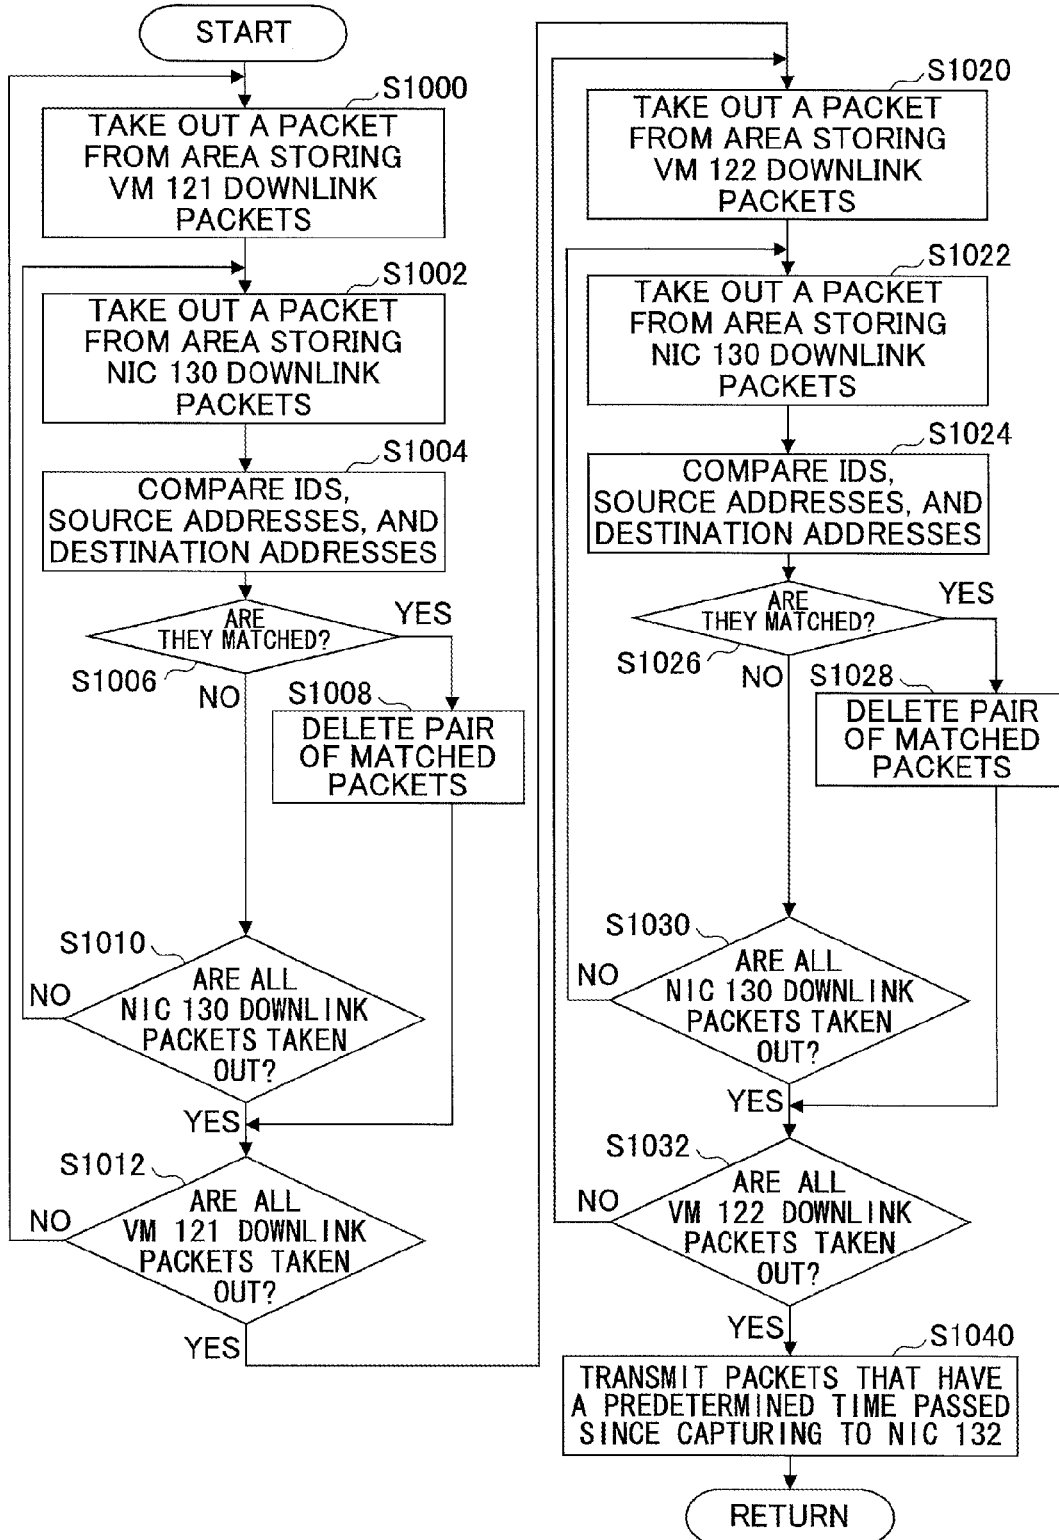 START
S1000
TAKE OUT A PACKET
FROM AREA STORING
VM 121 DOWNLINK
PACKETS
S1002
TAKE OUT A PACKET
FROM AREA STORING
NIC 130 DOWNLINK
PACKETS
S1004
COMPARE IDS,
SOURCE ADDRESSES, AND
DESTINATION ADDRESSES
ARE
THEY MATCHED?
YES
S1006
NO
S1008
DELETE PAIR
OF MATCHED
PACKETS
S1010
ARE ALL
NIC 130 DOWNLINK
PACKETS TAKEN
OUT?
NO
YES
S1012
ARE ALL
VM 121 DOWNLINK
PACKETS TAKEN
OUT?
NO
YES
S1020
TAKE OUT A PACKET
FROM AREA STORING
VM 122 DOWNLINK
PACKETS
S1022
TAKE OUT A PACKET
FROM AREA STORING
NIC 130 DOWNLINK
PACKETS
S1024
COMPARE IDS,
SOURCE ADDRESSES, AND
DESTINATION ADDRESSES
ARE
THEY MATCHED?
YES
S1026
NO
S1028
DELETE PAIR
OF MATCHED
PACKETS
S1030
ARE ALL
NIC 130 DOWNLINK
PACKETS TAKEN
OUT?
NO
YES
S1032
ARE ALL
VM 122 DOWNLINK
PACKETS TAKEN
OUT?
NO
YES
S1040
TRANSMIT PACKETS THAT HAVE
A PREDETERMINED TIME PASSED
SINCE CAPTURING TO NIC 132
RETURN